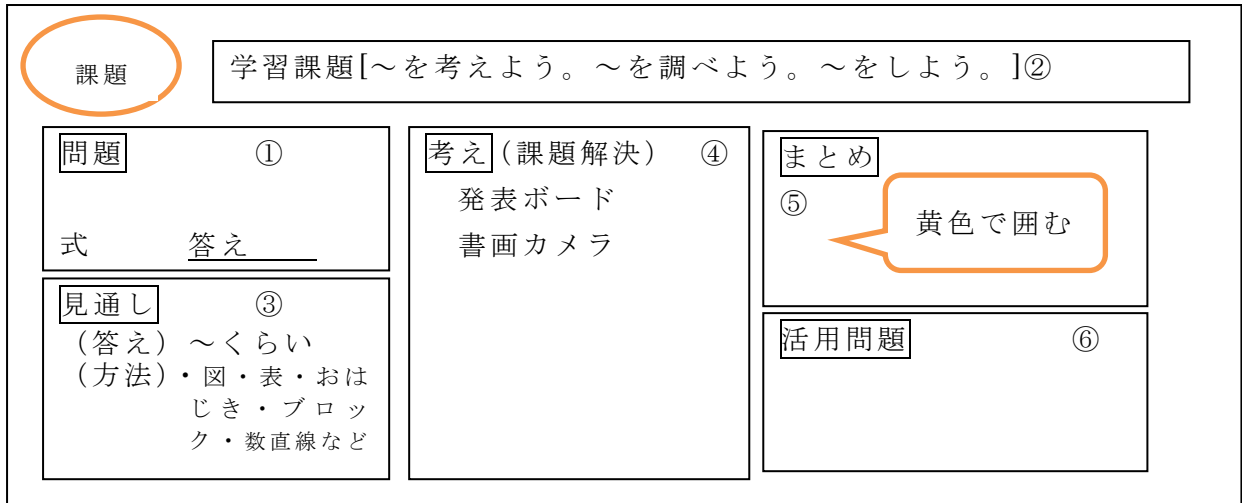 課題
学習課題[～を考えよう。～を調べよう。～をしよう。]②
問題 ①
式 答え
見通し ③
(答え)～くらい
(方法)・図・表・おは
じき・ブロッ
ク・数直線など
考え(課題解決) ④
発表ボード
書画カメラ
まとめ
⑤
黄色で囲む
活用問題 ⑥